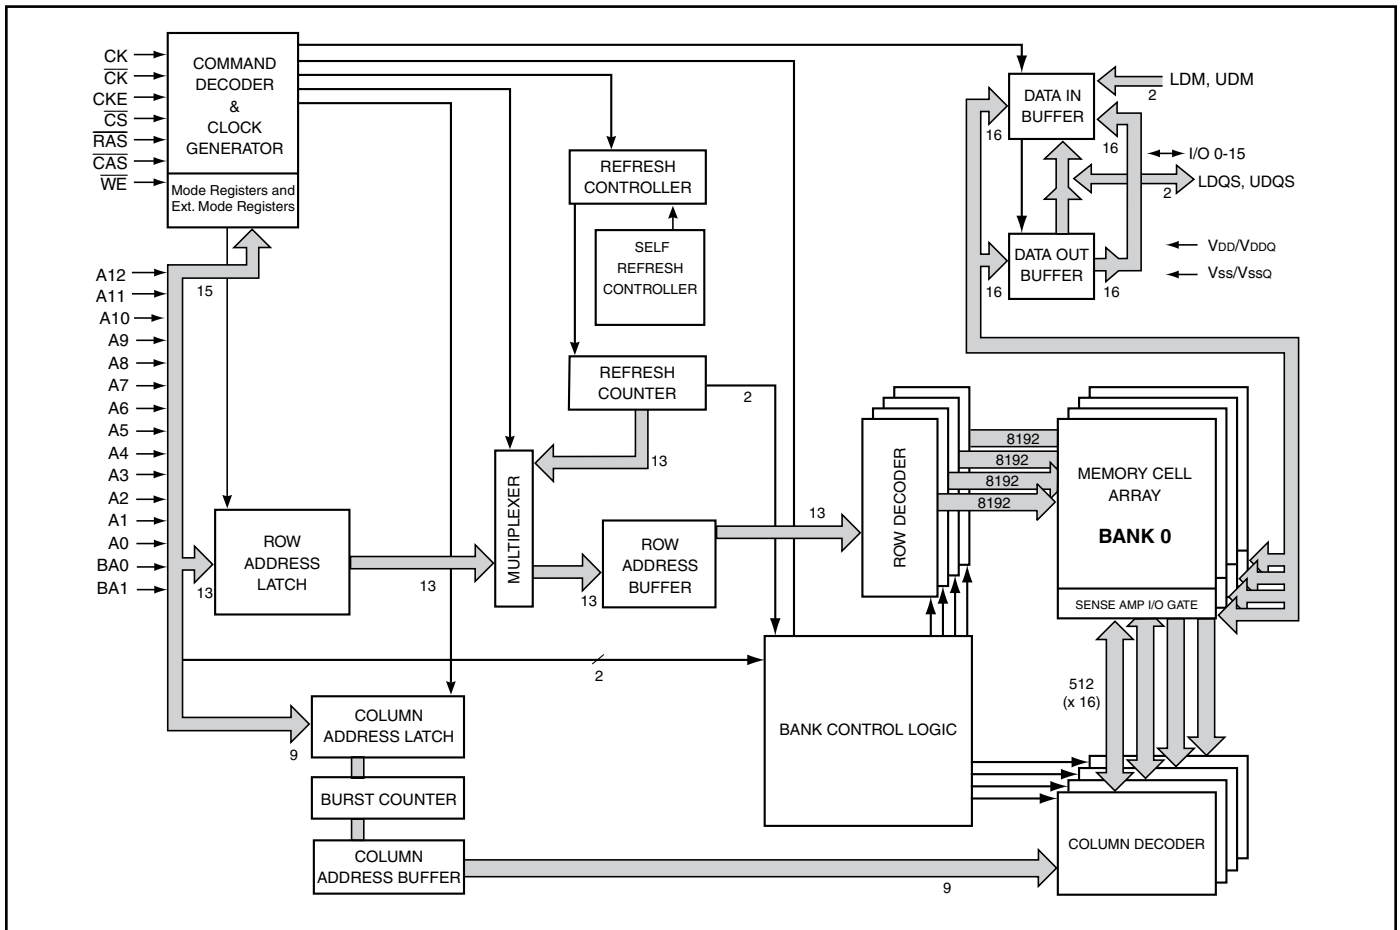 CK
CK
CKE
CS
RAS
CAS
WE
COMMAND
DECODER
&
CLOCK
GENERATOR
Mode Registers and
Ext. Mode Registers
A12
A11
A10
A9
A8
A7
A6
A5
A4
A3
A2
A1
A0
BA0
BA1
15
13
ROW
ADDRESS
LATCH
13
MULTIPLEXER
13
REFRESH
CONTROLLER
SELF
REFRESH
CONTROLLER
REFRESH
COUNTER
2
13
ROW
ADDRESS
BUFFER
13
ROW DECODER
8192
8192
8192
8192
MEMORY CELL
ARRAY
BANK 0
SENSE AMP I/O GATE
DATA IN
BUFFER
2
LDM, UDM
16
16
I/O 0-15
LDQS, UDQS
2
DATA OUT
BUFFER
16
16
VDD/VDDQ
Vss/VssQ
2
9
COLUMN
ADDRESS LATCH
BURST COUNTER
COLUMN
ADDRESS BUFFER
9
BANK CONTROL LOGIC
512
(x 16)
COLUMN DECODER